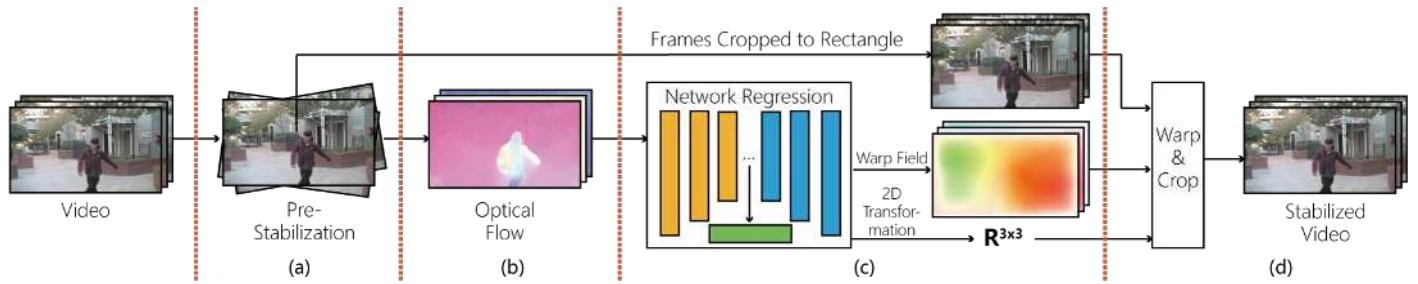 Frames Cropped to Rectangle
Network Regression
...
Warp Field
2D
Transfor-
mation
R3x3
Warp
&
Crop
Video
Pre-
Stabilization
Optical
Flow
Stabilized
Video
(a)
(b)
(c)
(d)